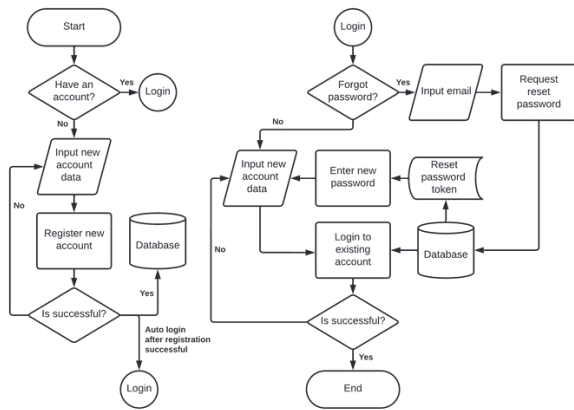 Start
Have an
account?
Yes
Login
No
Input new
account
data
No
Register new
account
Database
Is successful?
Yes
Auto login
after registration
successful
Login
Login
Forgot
password?
Yes
Input email
Request
reset
password
No
Input new
account
data
Enter new
password
Reset
password
token
No
Login to
existing
account
Database
Is successful?
Yes
End